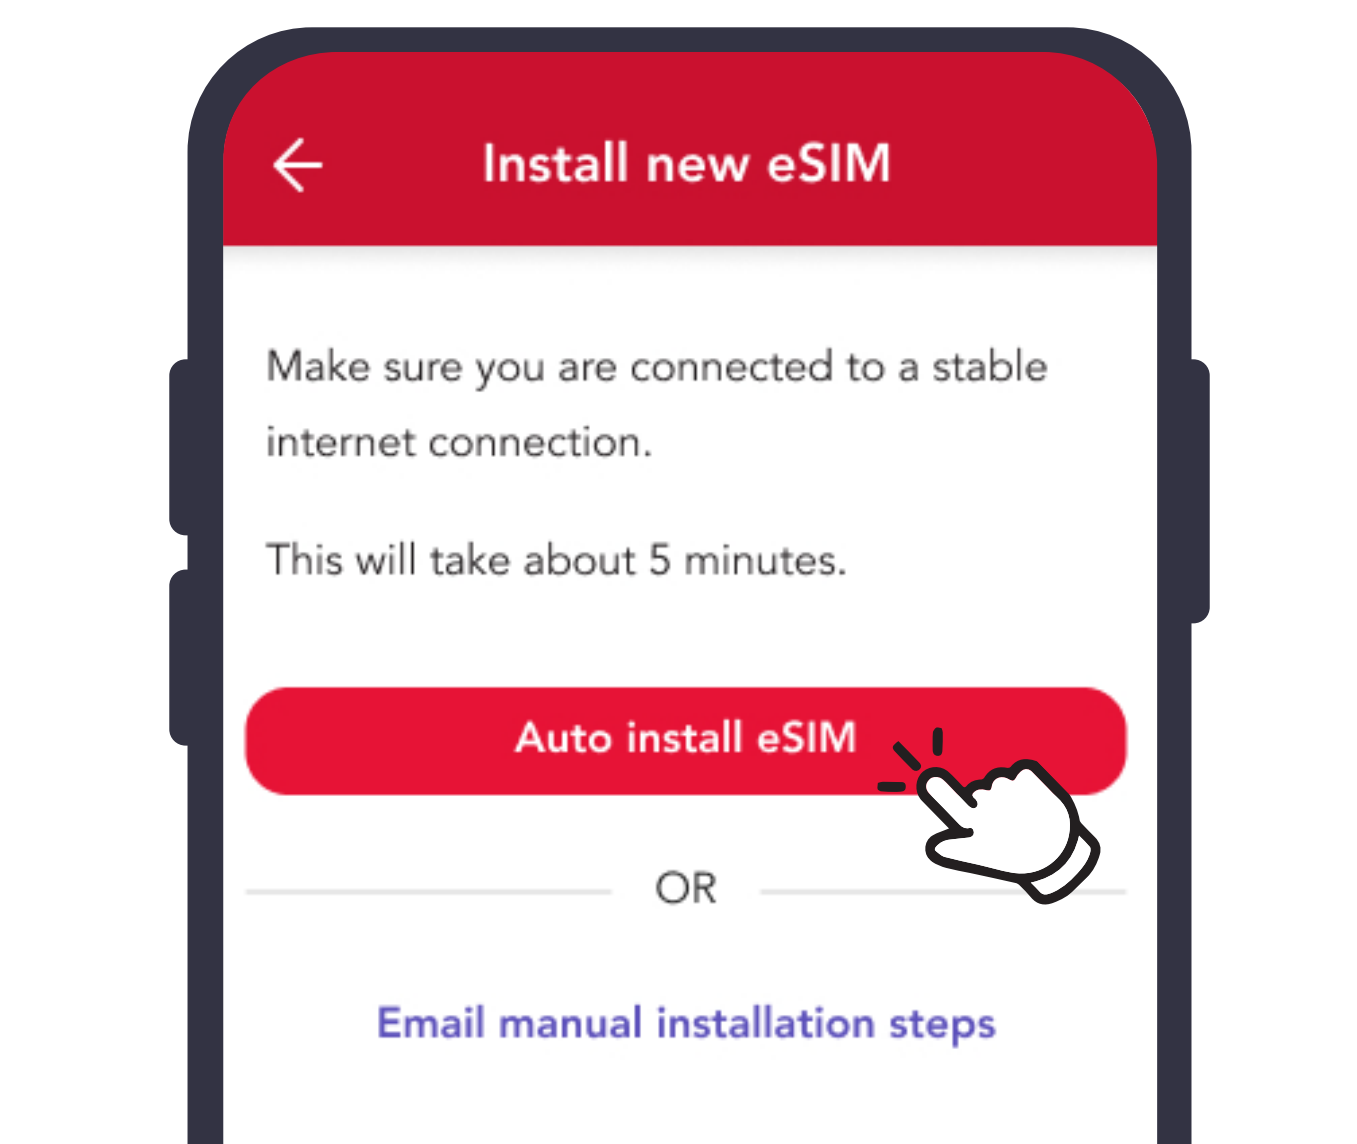 Install new eSIM
Make sure you are connected to a stable
internet connection.
This will take about 5 minutes.
Auto install eSIM
OR
Email manual installation steps